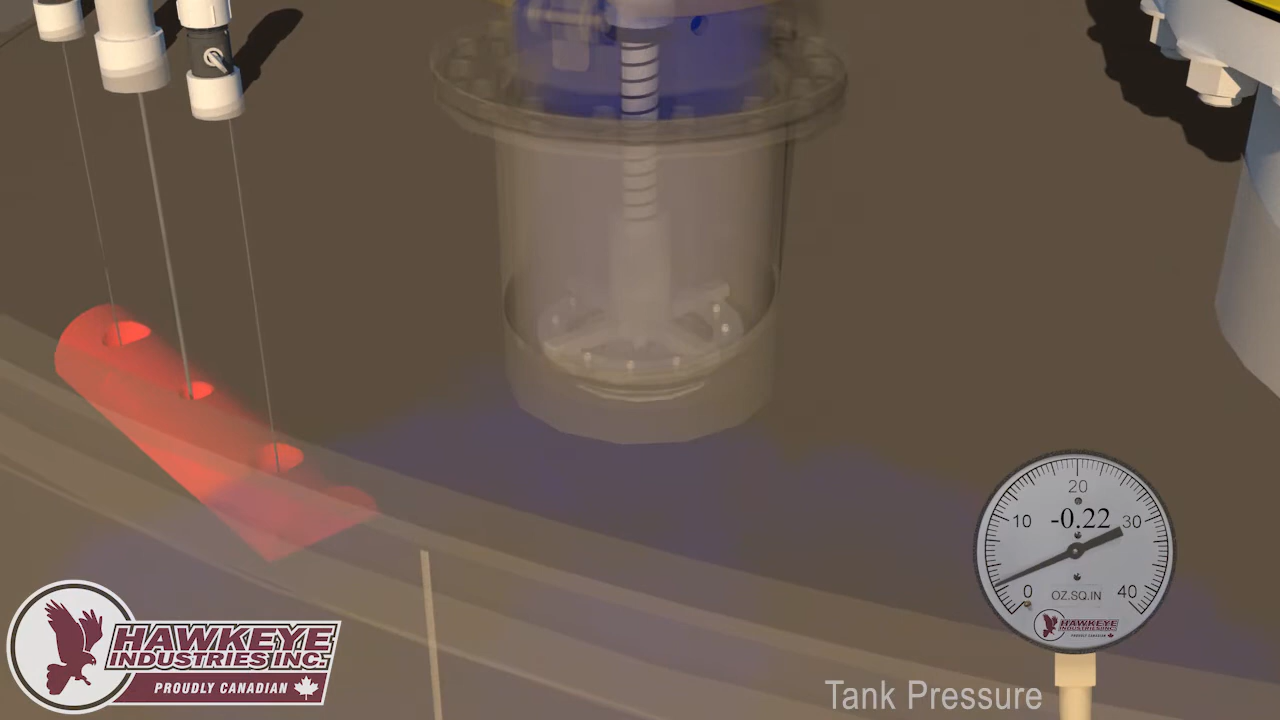 20
10
-0.22
30
0
OZ.SQ.IN
40
HAWKEYE
INDUSTRIES INC.
PROUDLY CANADIAN
HAWKEYE
INDUSTRIES INC.
PROUDLY CANADIAN
Tank Pressure